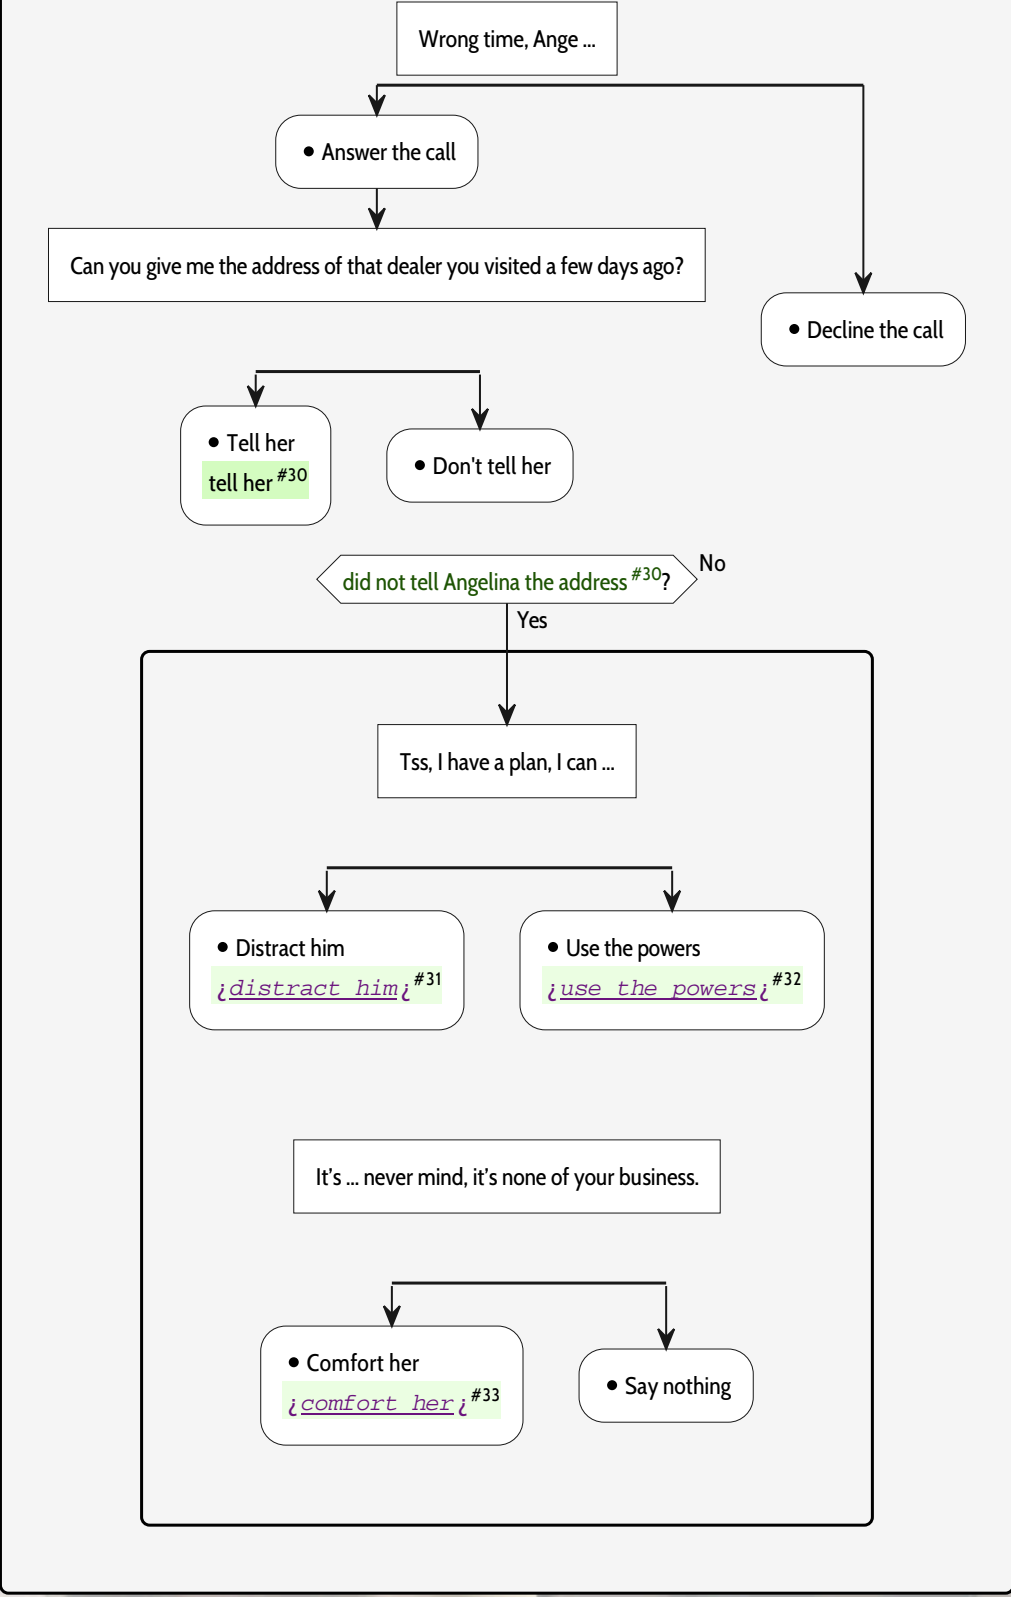 Wrong time, Ange ...
• Answer the call
Can you give me the address of that dealer you visited a few days ago?
• Decline the call
• Tell her
tell her #30
• Don't tell her
did not tell Angelina the address #30?
No
Yes
Tss, I have a plan, I can ...
• Distract him
¿distract him¿ #31
• Use the powers
¿use the powers¿ #32
It's ... never mind, it's none of your business.
• Comfort her
¿comfort her¿ #33
• Say nothing